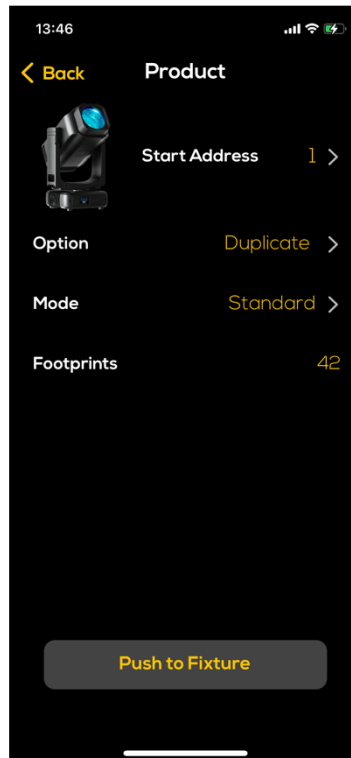 13:46
Back Product
Start Address 1
Option Duplicate
Mode Standard
Footprints 42
Push to Fixture